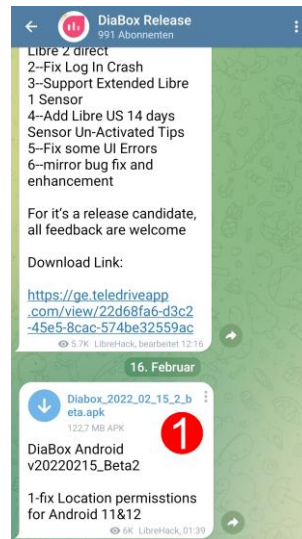 DiaBox Release
991 Abonnenten
Libre 2 direct
2--Fix Log In Crash
3--Support Extended Libre
1 Sensor
4--Add Libre US 14 days
Sensor Un-Activated Tips
5--Fix some UI Errors
6--mirror bug fix and
enhancement
For it's a release candidate,
all feedback are welcome
Download Link:
https://ge.teledriveapp
.com/view/22d68fa6-d3c2
-45e5-8cac-574be32559ac
5.7K LibreHack, bearbeitet 12:16
16. Februar
Diabox_2022_02_15_2_b
eta.apk
122,7 MB APK
1
DiaBox Android
v20220215_Beta2
1-fix Location permisstions
for Android 11&12
6K LibreHack, 01:39